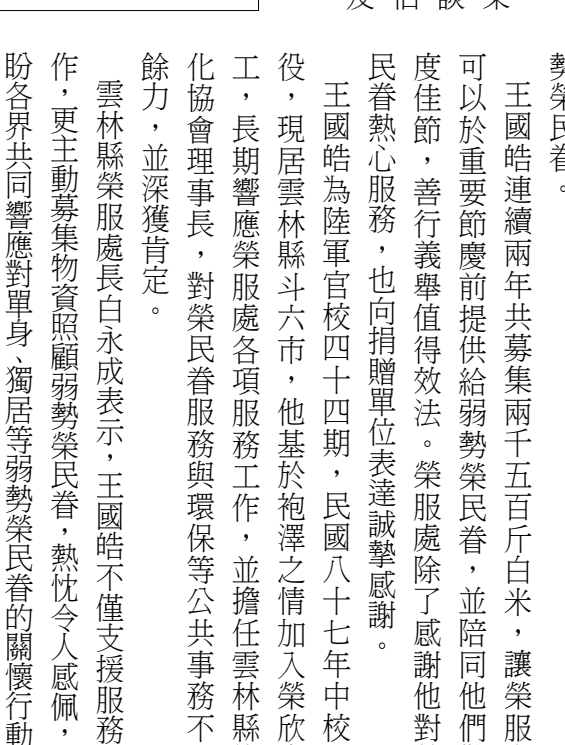 榮民眷。
王國皓連續兩年共募集兩千五百斤白米，讓榮服
可以於重要節慶前提供給弱勢榮民眷，並陪同他們
度佳節，善行義舉值得效法。榮服處除了感謝他對
民眷熱心服務，也向捐贈單位表達誠摯感謝。
王國皓為陸軍官校四十四期，民國八十七年中校
役，現居雲林縣斗六市，他基於袍澤之情加入榮欣
工，長期響應榮服處各項服務工作，並擔任雲林縣
化協會理事長，對榮民眷服務與環保等公共事務不
餘力，並深獲肯定。
雲林縣榮服處長白永成表示，王國皓不僅支援服務
作，更主動募集物資照顧弱勢榮民眷，熱忱令人感佩，
盼各界共同響應對單身、獨居等弱勢榮民眷的關懷行動